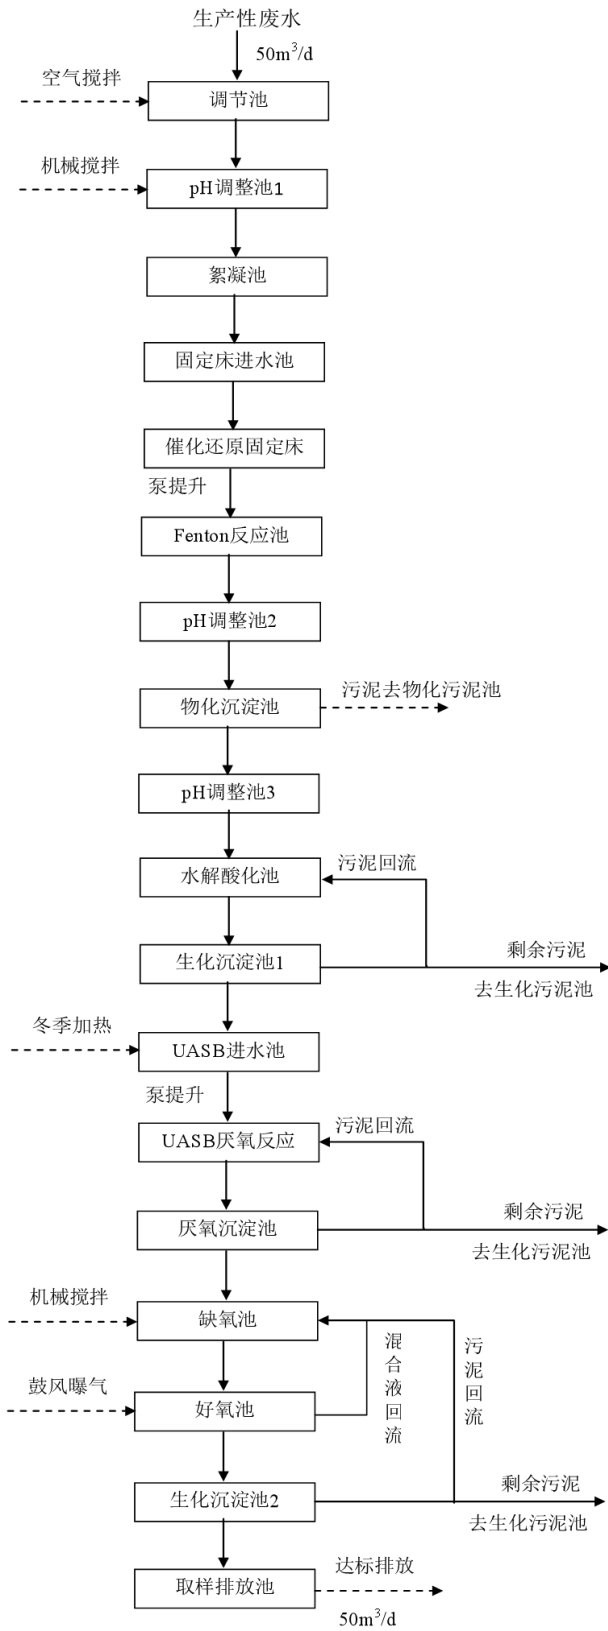 生产性废水
50m³/d
空气搅拌
调节池
机械搅拌
pH调整池1
絮凝池
固定床进水池
催化还原固定床
泵提升
Fenton反应池
pH调整池2
物化沉淀池
污泥去物化污泥池
pH调整池3
污泥回流
水解酸化池
生化沉淀池1
剩余污泥
去生化污泥池
冬季加热
UASB进水池
泵提升
污泥回流
UASB厌氧反应
厌氧沉淀池
剩余污泥
去生化污泥池
机械搅拌
缺氧池
混合液回流
污泥回流
鼓风曝气
好氧池
生化沉淀池2
剩余污泥
去生化污泥池
取样排放池
达标排放
50m³/d